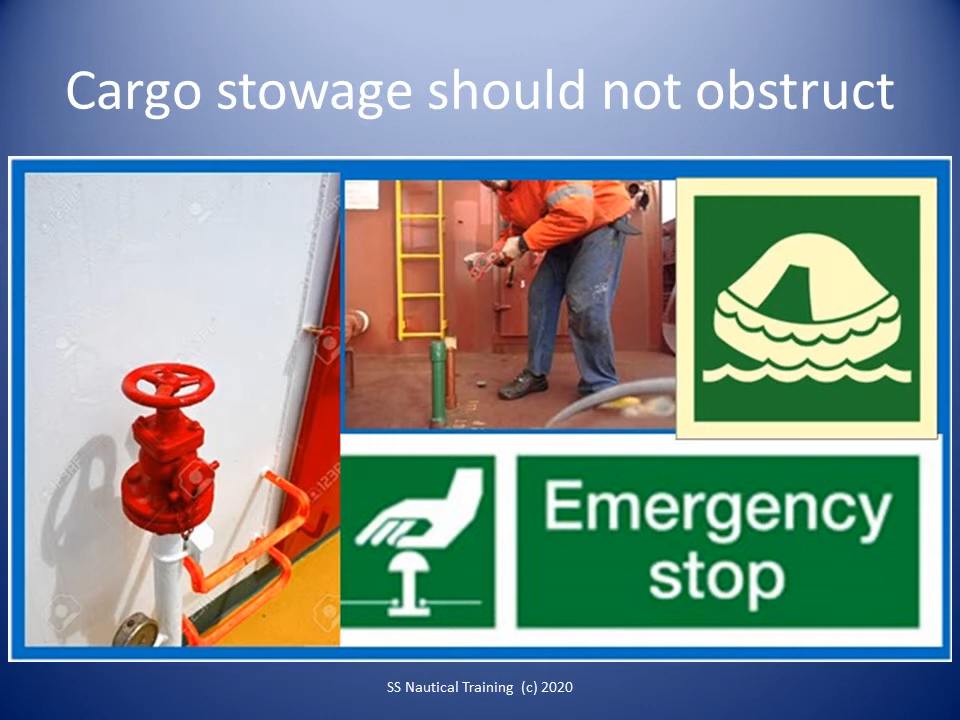 Cargo stowage should not obstruct
Emergency
stop
SS Nautical Training (c) 2020